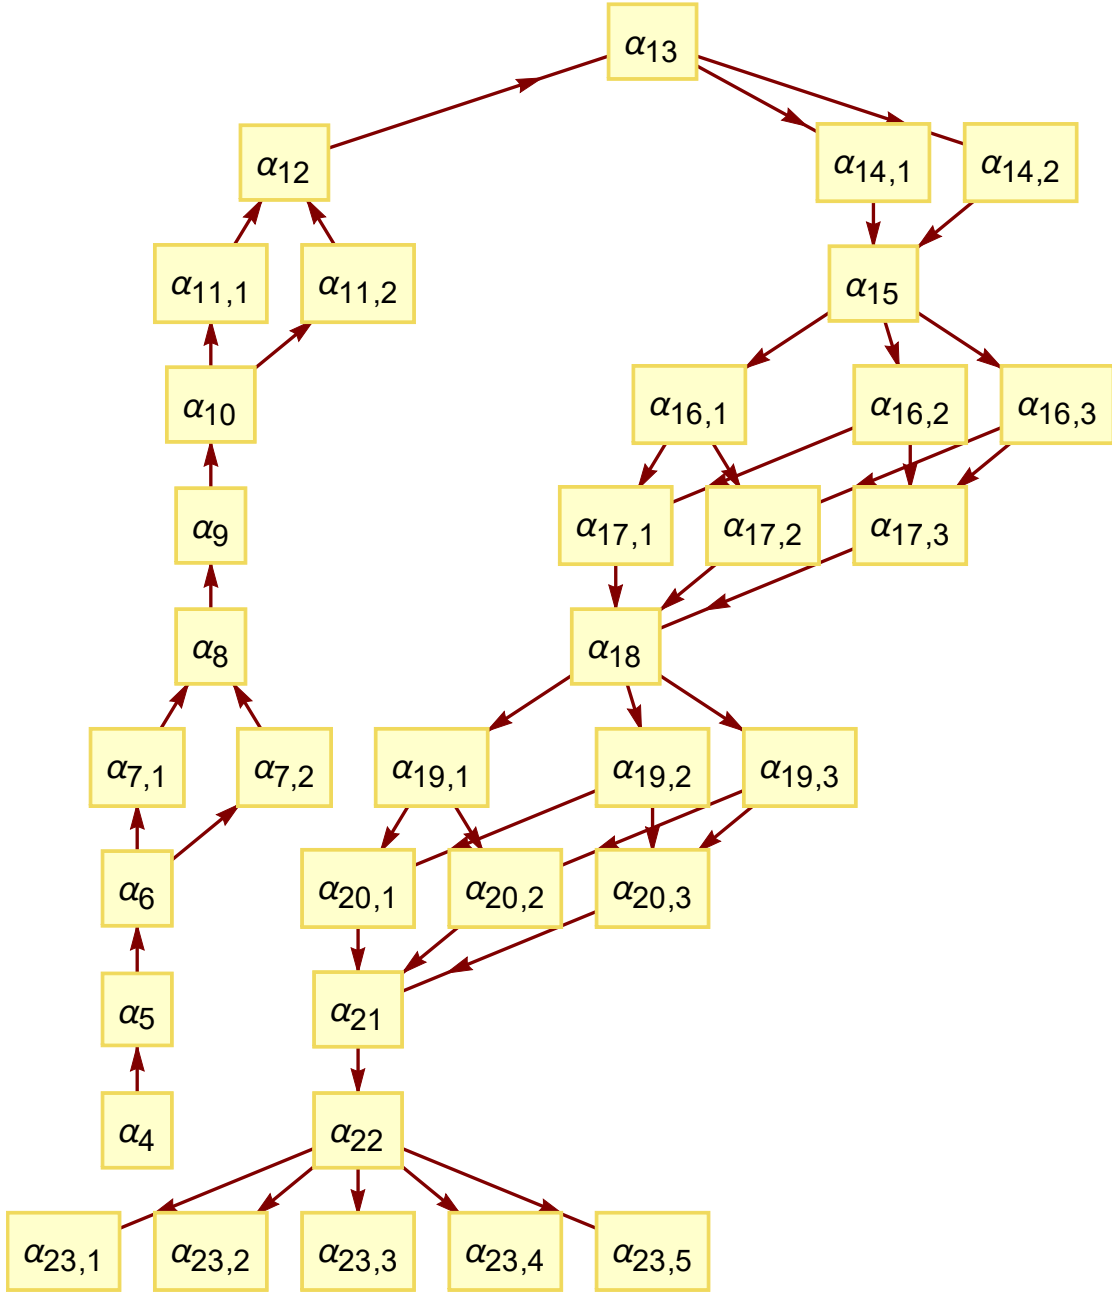 α13
α12 α14,1 α14,2
α11,1 α11,2 α15
α10 α16,1 α16,2 α16,3
α9 α17,1 α17,2 α17,3
α8 α18
α7,1 α7,2 α19,1 α19,2 α19,3
α6 α20,1 α20,2 α20,3
α5 α21
α4 α22
α23,1 α23,2 α23,3 α23,4 α23,5